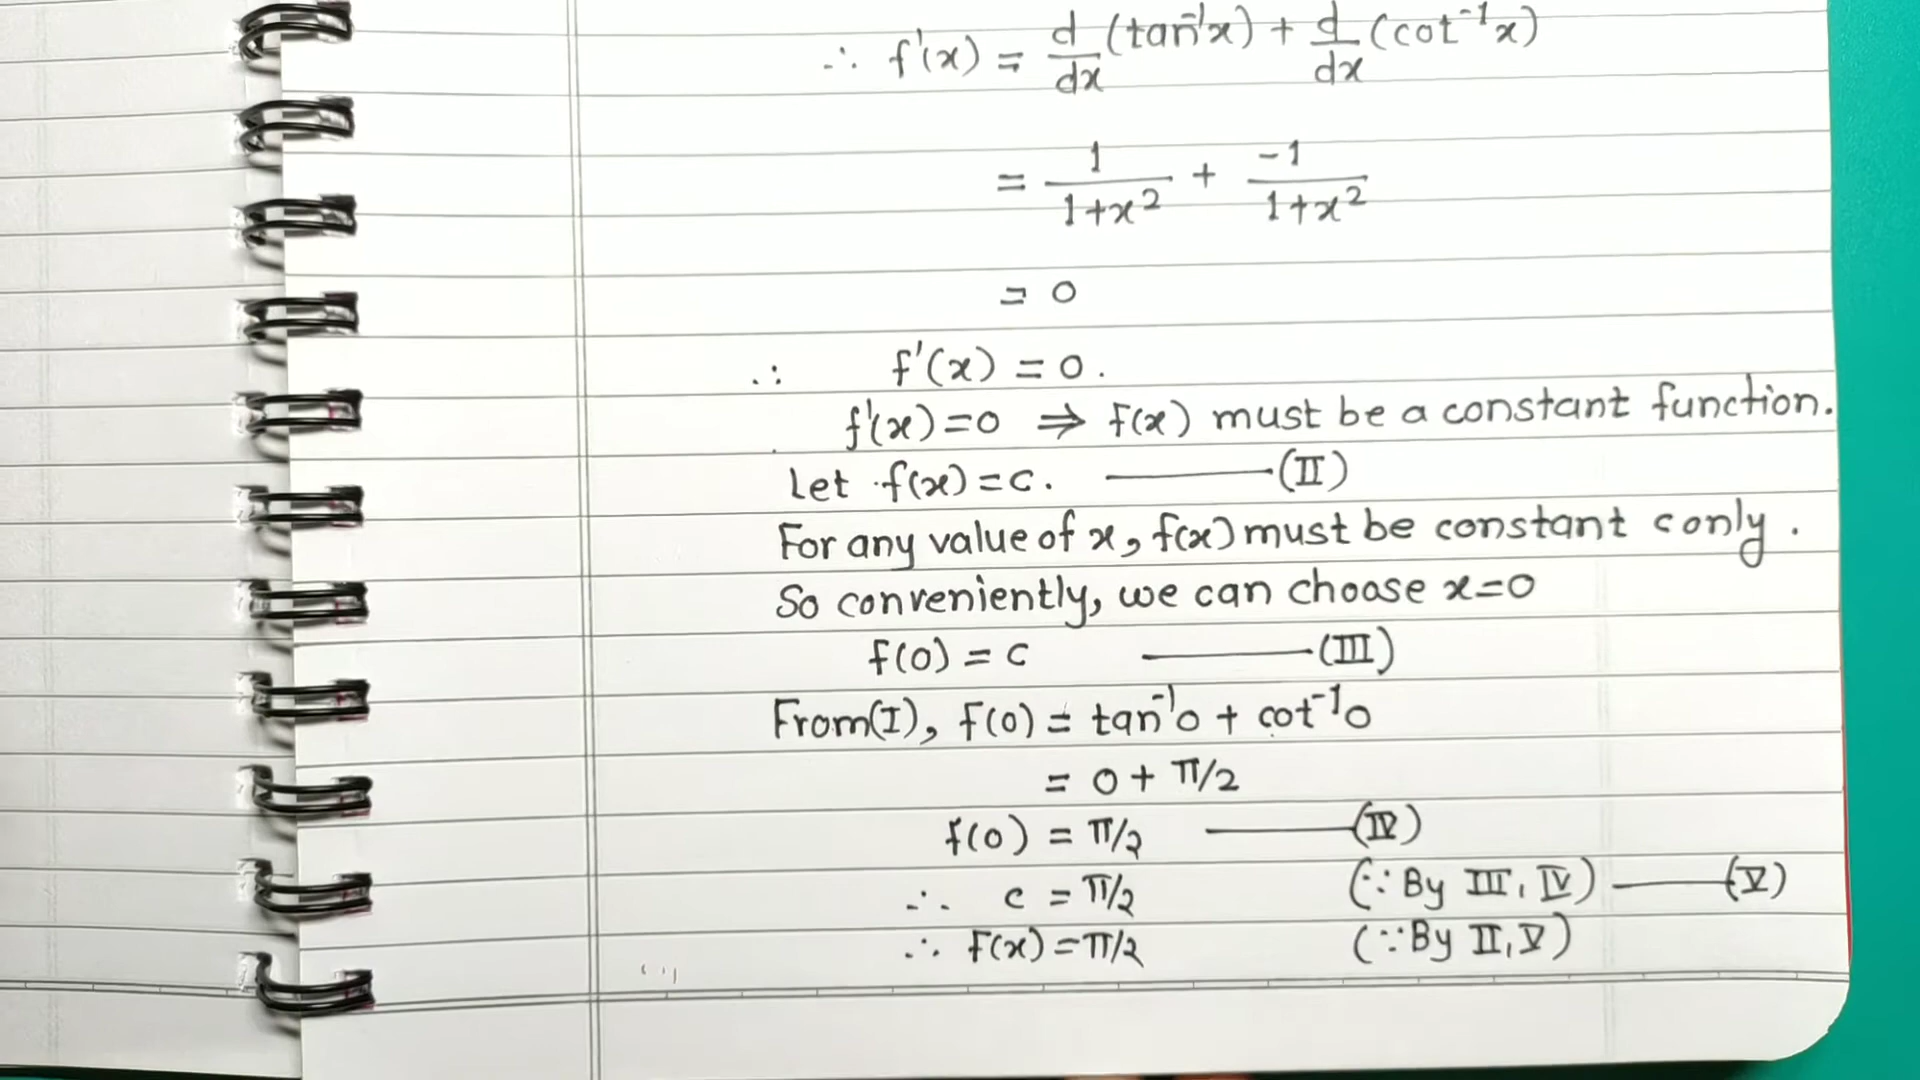 ∴ f'(x) = d/dx (tan⁻¹x) + d/dx (cot⁻¹x)
= 1/(1+x²) + -1/(1+x²)
= 0
∴ f'(x) = 0.
f'(x)=0 ⇒ f(x) must be a constant function.
Let f(x)=c. ———(II)
For any value of x, f(x) must be constant c only.
So conveniently, we can choose x=0
f(0) = c ———(III)
From(I), f(0) = tan⁻¹0 + cot⁻¹0
= 0 + π/2
f(0) = π/2 ———(IV)
∴ c = π/2 (∵ By III, IV) ———(V)
∴ f(x) = π/2 (∵ By II, V)